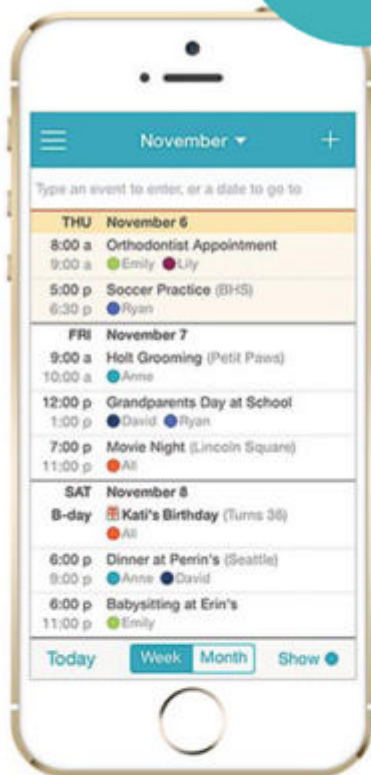 November ▾ +
Type an event to enter, or a date to go to
THU November 6
8:00 a Orthodontist Appointment
9:00 a Emily Lily
5:00 p Soccer Practice (BHS)
6:30 p Ryan
FRI November 7
9:00 a Holt Grooming (Petit Paws)
10:00 a Anne
12:00 p Grandparents Day at School
1:00 p David Ryan
7:00 p Movie Night (Lincoln Square)
11:00 p All
SAT November 8
B-day Kati's Birthday (Turns 36)
All
6:00 p Dinner at Perrin's (Seattle)
9:00 p Anne David
6:00 p Babysitting at Erin's
11:00 p Emily
Today Week Month Show